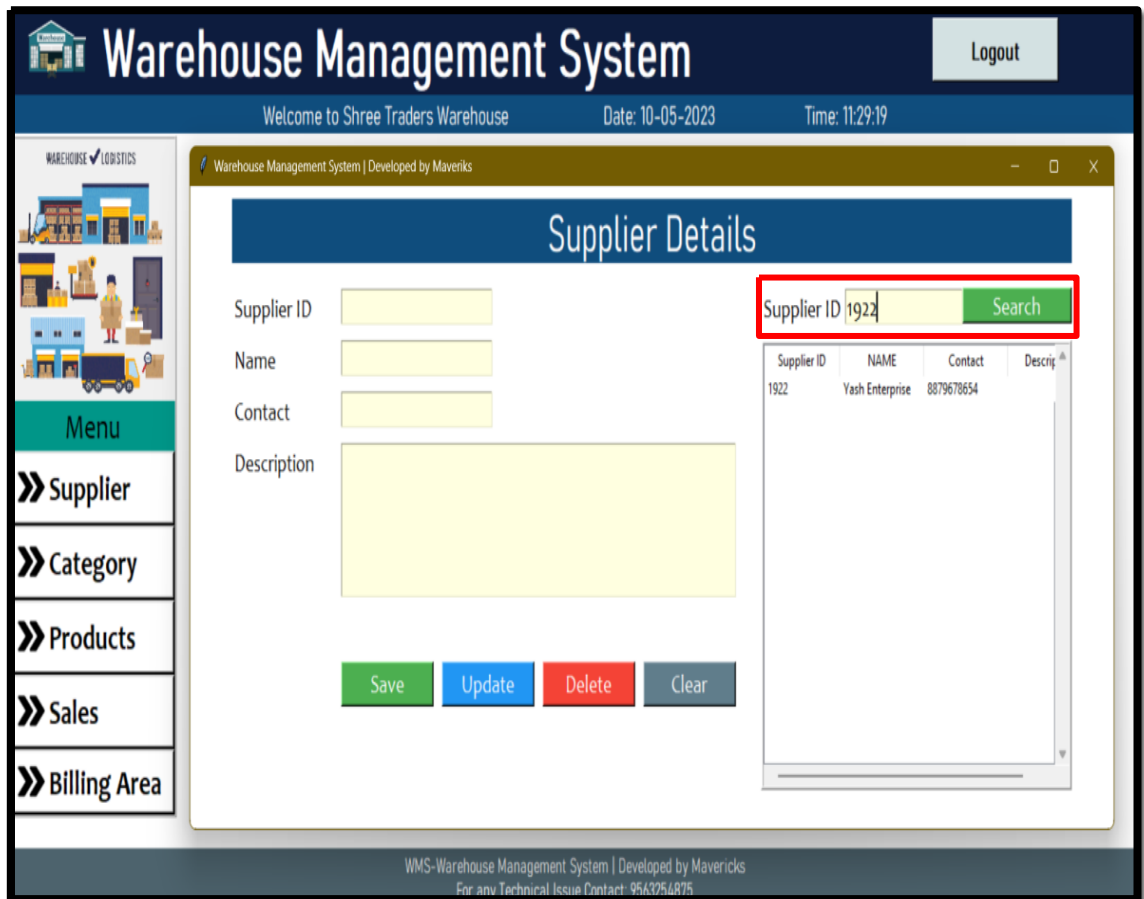 Warehouse Management System
Logout
Welcome to Shree Traders Warehouse Date: 10-05-2023 Time: 11:29:19
WAREHOUSE LOGISTICS
Warehouse Management System | Developed by Maveriks
Supplier Details
Supplier ID
Name
Contact
Description
Save Update Delete Clear
Supplier ID 1922 Search
Supplier ID NAME Contact Descrip
1922 Yash Enterprise 8879678654
Menu
Supplier
Category
Products
Sales
Billing Area
WMS-Warehouse Management System | Developed by Mavericks
For any Technical Issue Contact: 9563254875